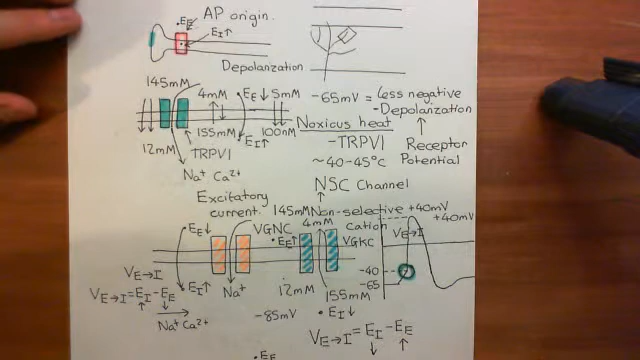 •EE AP origin.
EI↑
Depolarization
145mM
4mM↑ •EE↓ 5mM
-65mV = less negative
-Depolarization
155mM 100nM
•EI↑
12mM
TRPV1
Na+ Ca2+
Noxicus heat
-TRPV1
~40-45°C
Receptor
Potential
NSC Channel
Non-selective
cation
Excitatory
current.
•EE↓ VGNC
145mM
•EE↑ 4mM
VGKC
+40mV
+40mV
VE→I
-40
-65
VE→I
•EI↑
Na+
12mM
155mM
VE→I=EI-EE
Na+ Ca2+
-85mV
•EI↓
VE→I=EI-EE
•EE